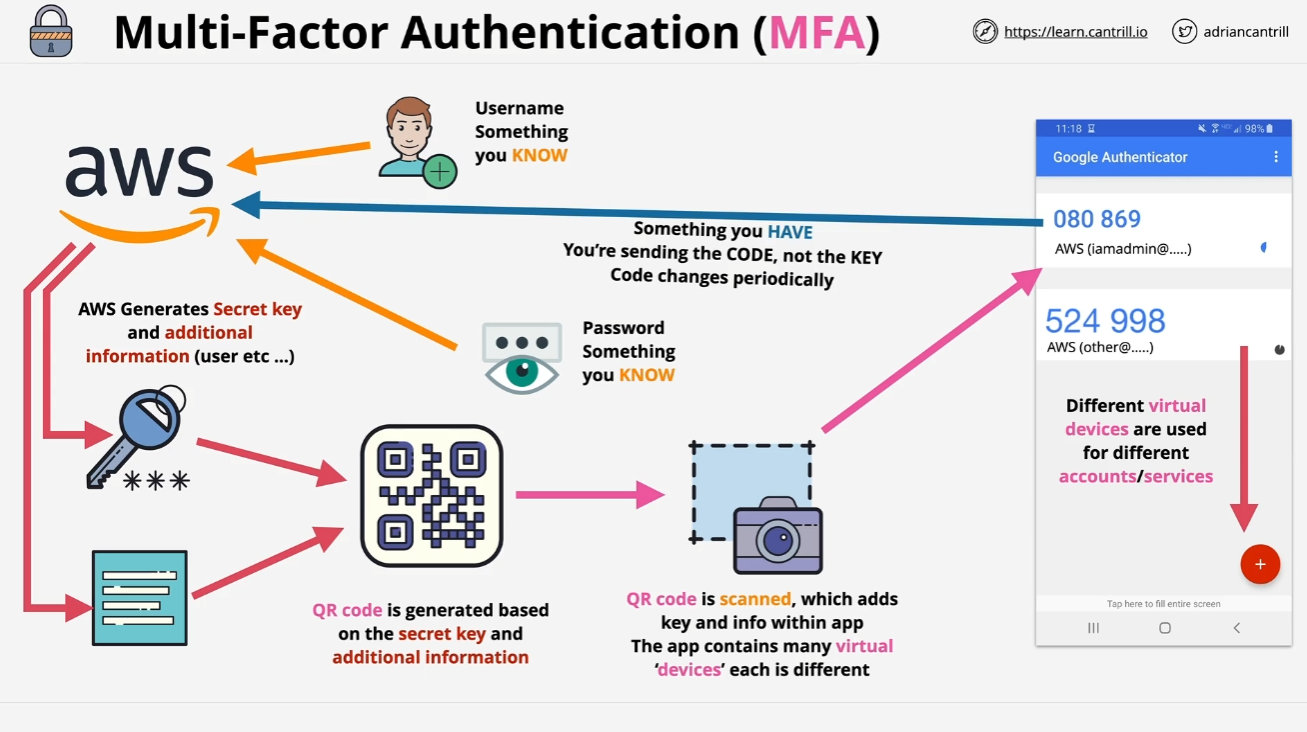 Multi-Factor Authentication (MFA)
https://learn.cantrill.io
adriancantrill
aws
Username
Something
you KNOW
Something you HAVE
You're sending the CODE, not the KEY
Code changes periodically
AWS Generates Secret key
and additional
information (user etc ...)
Password
Something
you KNOW
***
QR code is generated based
on the secret key and
additional information
QR code is scanned, which adds
key and info within app
The app contains many virtual
'devices' each is different
11:18
98%
Google Authenticator
080 869
AWS (iamadmin@.....)
524 998
AWS (other@.....)
Different virtual
devices are used
for different
accounts/services
+
Tap here to fill entire screen